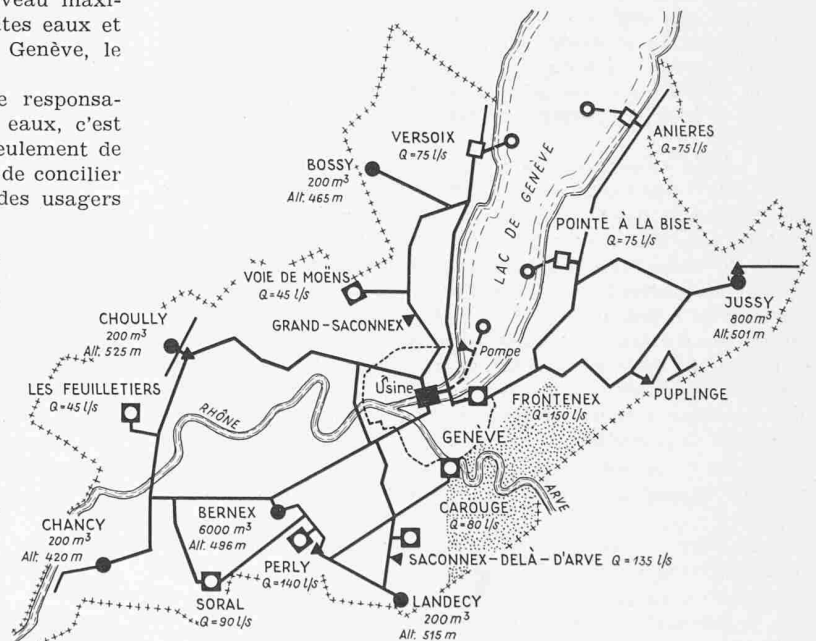 veau maxi-
tes eaux et
Genève, le
e responsa-
eaux, c'est
eulement de
de concilier
des usagers
VERSOIX
Q=75 l/s
ANIERES
Q=75 l/s
BOSSY
200 m³
Alt. 465 m
LAC DE GENÈVE
POINTE À LA BISE
Q=75 l/s
VOIE DE MOËNS
Q=45 l/s
JUSSY
800 m³
Alt. 501 m
CHOULLY
200 m³
Alt. 525 m
GRAND-SACONNEX
Pompe
LES FEUILLETIERS
Q=45 l/s
Usine
FRONTENEX
Q=150 l/s
PUPLINGE
RHÔNE
GENÈVE
ARVE
BERNEX
6000 m³
Alt. 496 m
CAROUGE
Q=80 l/s
CHANCY
200 m³
Alt. 420 m
PERLY
Q=140 l/s
SACONNEX-DELÀ-D'ARVE Q=135 l/s
SORAL
Q=90 l/s
LANDECY
200 m³
Alt. 515 m